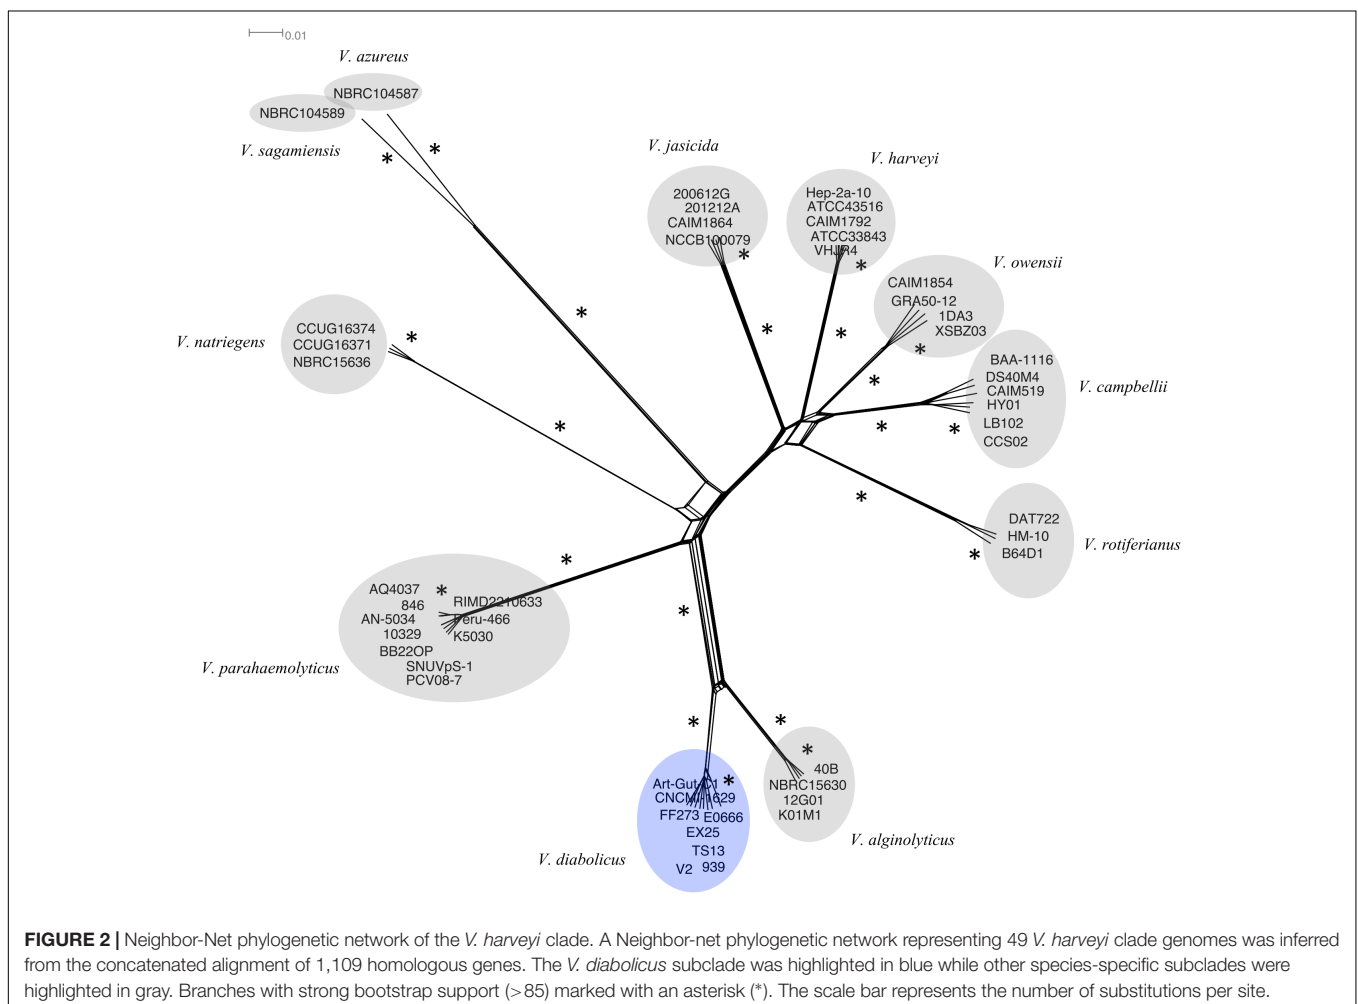 0.01
V. azureus
NBRC104587
NBRC104589
V. sagamiensis
*
*
V. jasicida
200612G
201212A
CAIM1864
NCCB100079
*
V. harveyi
Hep-2a-10
ATCC43516
CAIM1792
ATCC33843
VHJR4
*
V. owensii
CAIM1854
GRA50-12
1DA3
XSBZ03
*
*
*
*
*
V. campbellii
BAA-1116
DS40M4
CAIM519
HY01
LB102
CCS02
*
*
V. natriegens
CCUG16374
CCUG16371
NBRC15636
*
*
*
V. rotiferianus
DAT722
HM-10
B64D1
*
*
V. parahaemolyticus
AQ4037
*
846
RIMD2210633
AN-5034
Peru-466
10329
K5030
BB22OP
SNUVpS-1
PCV08-7
*
*
*
V. diabolicus
Art-Gut-C1
*
CNCM I-1629
FF273
E0666
EX25
TS13
V2
939
V. alginolyticus
*
40B
NBRC15630
12G01
K01M1
FIGURE 2 | Neighbor-Net phylogenetic network of the V. harveyi clade. A Neighbor-net phylogenetic network representing 49 V. harveyi clade genomes was inferred
from the concatenated alignment of 1,109 homologous genes. The V. diabolicus subclade was highlighted in blue while other species-specific subclades were
highlighted in gray. Branches with strong bootstrap support (>85) marked with an asterisk (*). The scale bar represents the number of substitutions per site.